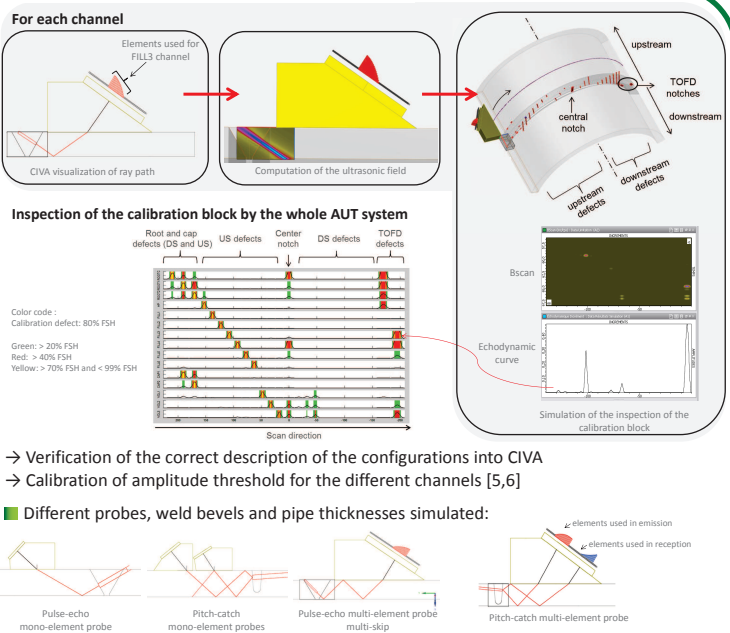 For each channel
Elements used for
FILL3 channel
CIVA visualization of ray path
Computation of the ultrasonic field
upstream
TOFD
notches
central
notch
downstream
upstream
defects
downstream
defects
Inspection of the calibration block by the whole AUT system
Root and cap
defects (DS and US)
US defects
Center
notch
DS defects
TOFD
defects
Color code :
Calibration defect: 80% FSH
Green: > 20% FSH
Red: > 40% FSH
Yellow: > 70% FSH and < 99% FSH
Scan direction
Bscan
Echodynamic
curve
Simulation of the inspection of the
calibration block
→ Verification of the correct description of the configurations into CIVA
→ Calibration of amplitude threshold for the different channels [5,6]
Different probes, weld bevels and pipe thicknesses simulated:
elements used in emission
elements used in reception
Pulse-echo
mono-element probe
Pitch-catch
mono-element probes
Pulse-echo multi-element probe
multi-skip
Pitch-catch multi-element probe